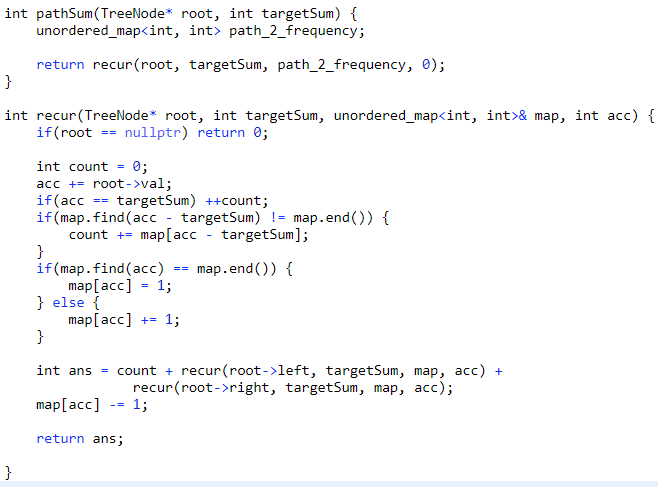 int pathSum(TreeNode* root, int targetSum) {
    unordered_map<int, int> path_2_frequency;

    return recur(root, targetSum, path_2_frequency, 0);
}

int recur(TreeNode* root, int targetSum, unordered_map<int, int>& map, int acc) {
    if(root == nullptr) return 0;

    int count = 0;
    acc += root->val;
    if(acc == targetSum) ++count;
    if(map.find(acc - targetSum) != map.end()) {
        count += map[acc - targetSum];
    }
    if(map.find(acc) == map.end()) {
        map[acc] = 1;
    } else {
        map[acc] += 1;
    }

    int ans = count + recur(root->left, targetSum, map, acc) +
                recur(root->right, targetSum, map, acc);
    map[acc] -= 1;

    return ans;

}